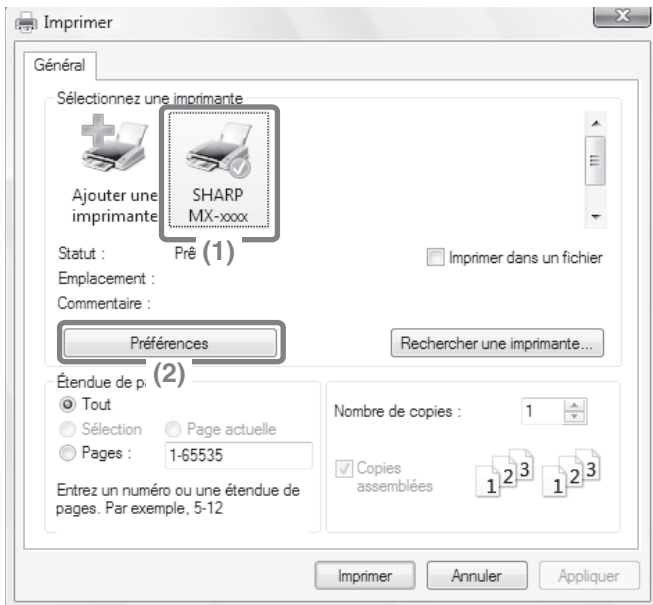 Imprimer
Général
Sélectionnez une imprimante
Ajouter une
imprimante
SHARP
MX-xxxx
(1)
Statut :
Prê
Imprimer dans un fichier
Emplacement :
Commentaire :
Préférences
Rechercher une imprimante...
(2)
Étendue de p
Tout
Sélection
Page actuelle
Pages :
1-65535
Entrez un numéro ou une étendue de
pages. Par exemple, 5-12
Nombre de copies :
1
Copies
assemblées
1 2 3
1 2 3
Imprimer
Annuler
Appliquer